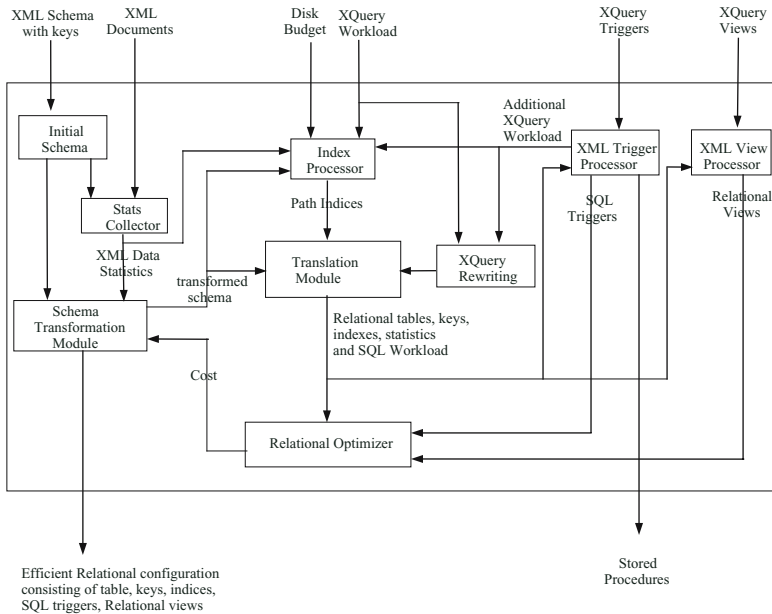 XML Schema
with keys
XML
Documents
Disk
Budget
XQuery
Workload
XQuery
Triggers
XQuery
Views
Initial
Schema
Index
Processor
Additional
XQuery
Workload
XML Trigger
Processor
XML View
Processor
Stats
Collector
Path Indices
SQL
Triggers
Relational
Views
XML Data
Statistics
transformed
schema
Translation
Module
XQuery
Rewriting
Schema
Transformation
Module
Relational tables, keys,
indexes, statistics
and SQL Workload
Cost
Relational Optimizer
Efficient Relational configuration
consisting of table, keys, indices,
SQL triggers, Relational views
Stored
Procedures